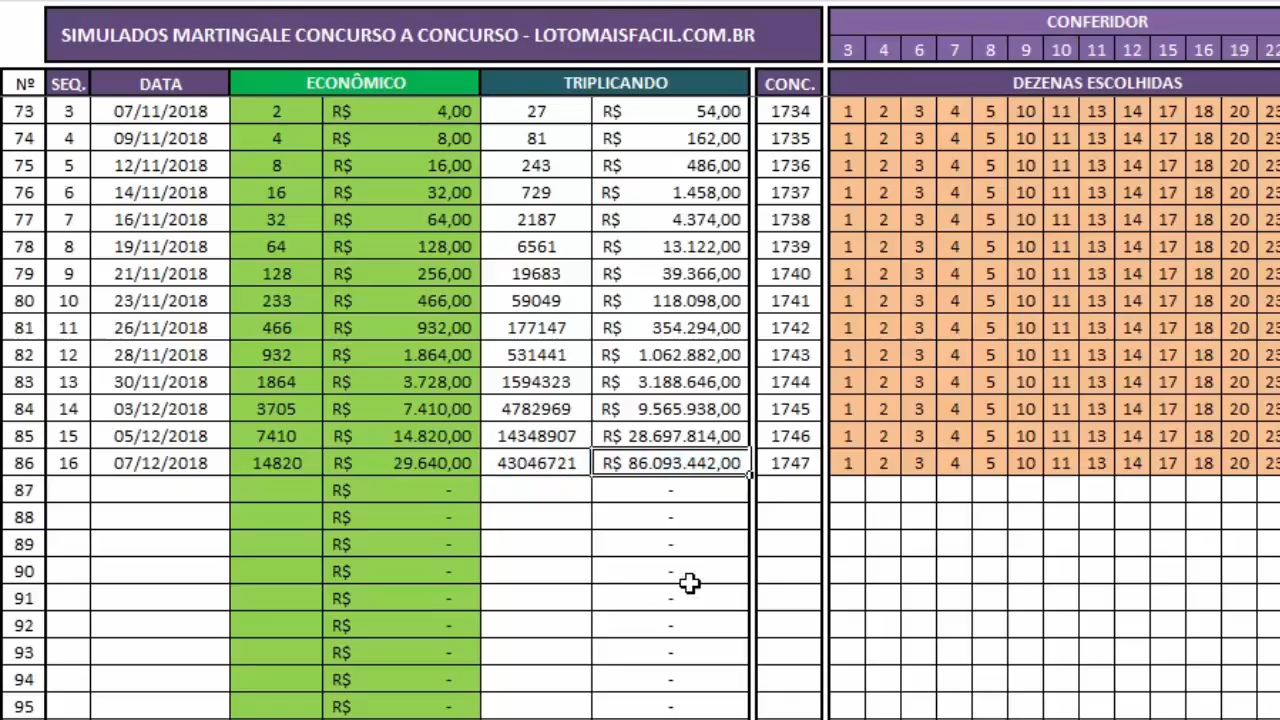 SIMULADOS MARTINGALE CONCURSO A CONCURSO - LOTOMAISFACIL.COM.BR
CONFERIDOR
3 4 6 7 8 9 10 11 12 15 16 19 22
Nº SEQ. DATA ECONÔMICO TRIPLICANDO CONC. DEZENAS ESCOLHIDAS
73 3 07/11/2018 2 R$ 4,00 27 R$ 54,00 1734 1 2 3 4 5 10 11 13 14 17 18 20 23
74 4 09/11/2018 4 R$ 8,00 81 R$ 162,00 1735 1 2 3 4 5 10 11 13 14 17 18 20 23
75 5 12/11/2018 8 R$ 16,00 243 R$ 486,00 1736 1 2 3 4 5 10 11 13 14 17 18 20 23
76 6 14/11/2018 16 R$ 32,00 729 R$ 1.458,00 1737 1 2 3 4 5 10 11 13 14 17 18 20 23
77 7 16/11/2018 32 R$ 64,00 2187 R$ 4.374,00 1738 1 2 3 4 5 10 11 13 14 17 18 20 23
78 8 19/11/2018 64 R$ 128,00 6561 R$ 13.122,00 1739 1 2 3 4 5 10 11 13 14 17 18 20 23
79 9 21/11/2018 128 R$ 256,00 19683 R$ 39.366,00 1740 1 2 3 4 5 10 11 13 14 17 18 20 23
80 10 23/11/2018 233 R$ 466,00 59049 R$ 118.098,00 1741 1 2 3 4 5 10 11 13 14 17 18 20 23
81 11 26/11/2018 466 R$ 932,00 177147 R$ 354.294,00 1742 1 2 3 4 5 10 11 13 14 17 18 20 23
82 12 28/11/2018 932 R$ 1.864,00 531441 R$ 1.062.882,00 1743 1 2 3 4 5 10 11 13 14 17 18 20 23
83 13 30/11/2018 1864 R$ 3.728,00 1594323 R$ 3.188.646,00 1744 1 2 3 4 5 10 11 13 14 17 18 20 23
84 14 03/12/2018 3705 R$ 7.410,00 4782969 R$ 9.565.938,00 1745 1 2 3 4 5 10 11 13 14 17 18 20 23
85 15 05/12/2018 7410 R$ 14.820,00 14348907 R$ 28.697.814,00 1746 1 2 3 4 5 10 11 13 14 17 18 20 23
86 16 07/12/2018 14820 R$ 29.640,00 43046721 R$ 86.093.442,00 1747 1 2 3 4 5 10 11 13 14 17 18 20 23
87 R$ - -
88 R$ - -
89 R$ - -
90 R$ - -
91 R$ - -
92 R$ - -
93 R$ - -
94 R$ - -
95 R$ - -